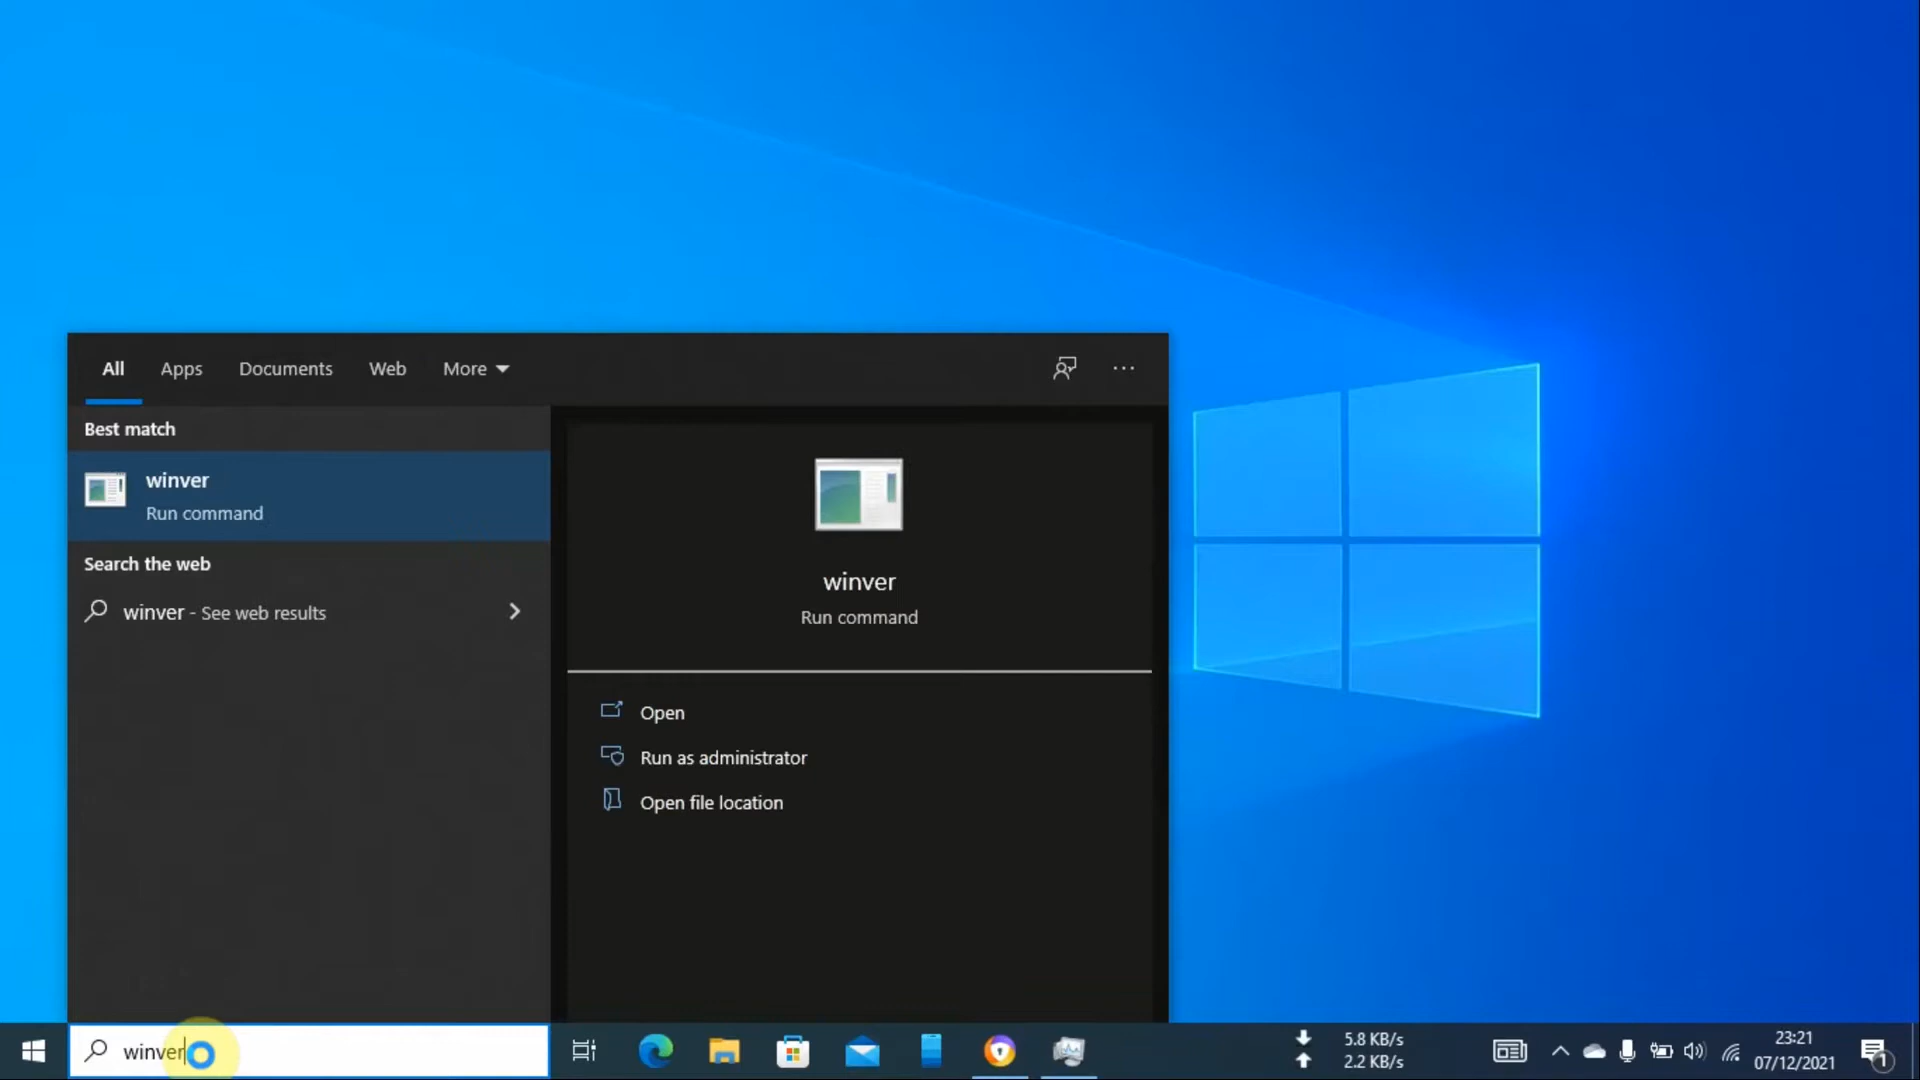 All Apps Documents Web More
Best match
winver
Run command
Search the web
winver - See web results
winver
Run command
Open
Run as administrator
Open file location
winver
5.8 KB/s
2.2 KB/s
23:21
07/12/2021
1